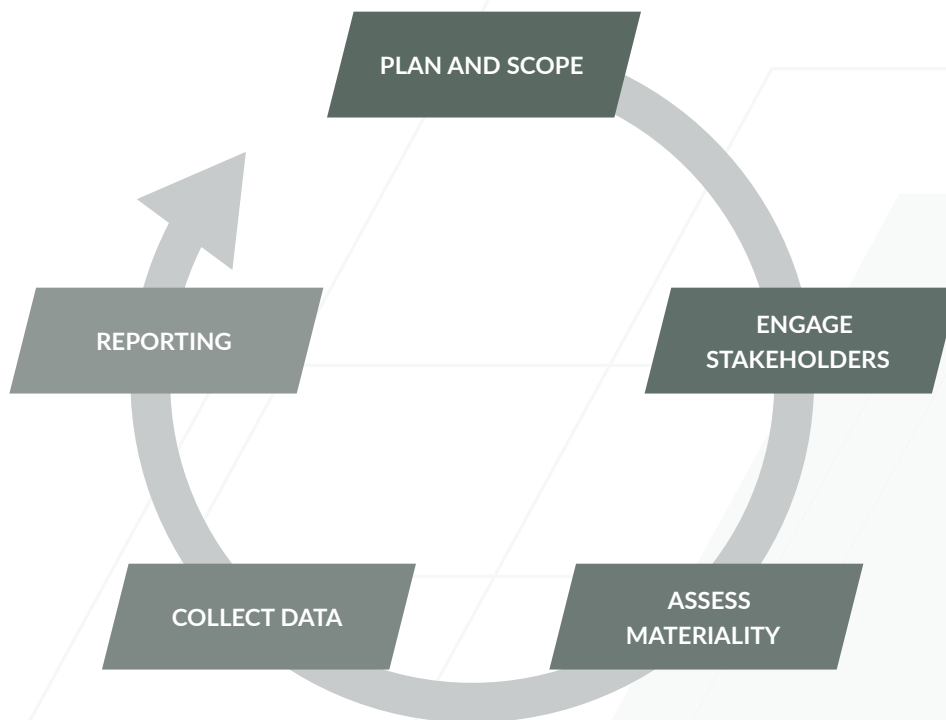 PLAN AND SCOPE
ENGAGE
STAKEHOLDERS
ASSESS
MATERIALITY
COLLECT DATA
REPORTING